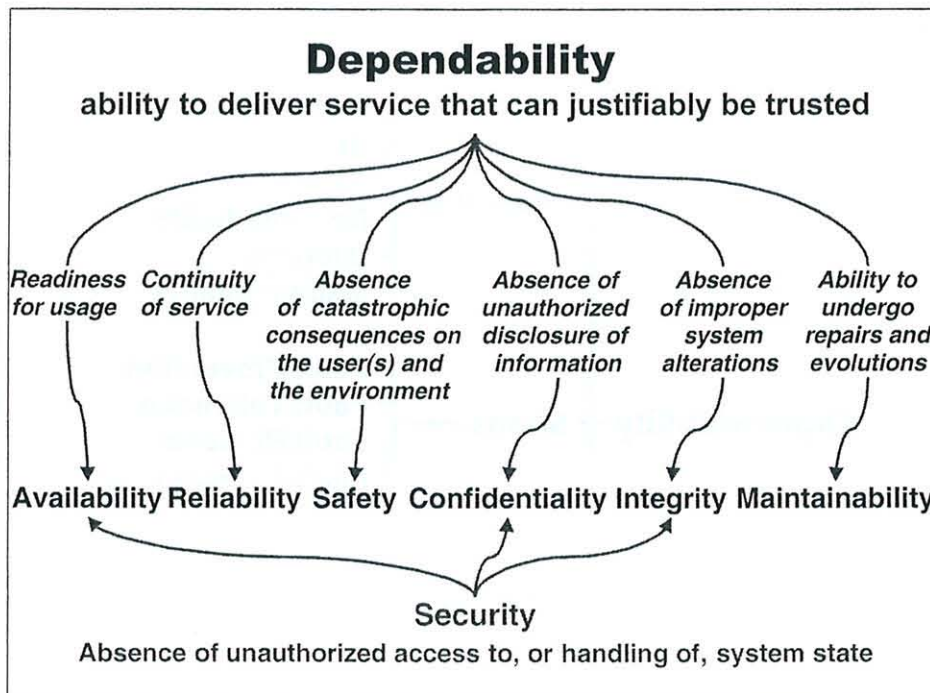 Dependability
ability to deliver service that can justifiably be trusted
Readiness
for usage
Continuity
of service
Absence
of catastrophic
consequences on
the user(s) and
the environment
Absence of
unauthorized
disclosure of
information
Absence
of improper
system
alterations
Ability to
undergo
repairs and
evolutions
Availability Reliability Safety Confidentiality Integrity Maintainability
Security
Absence of unauthorized access to, or handling of, system state